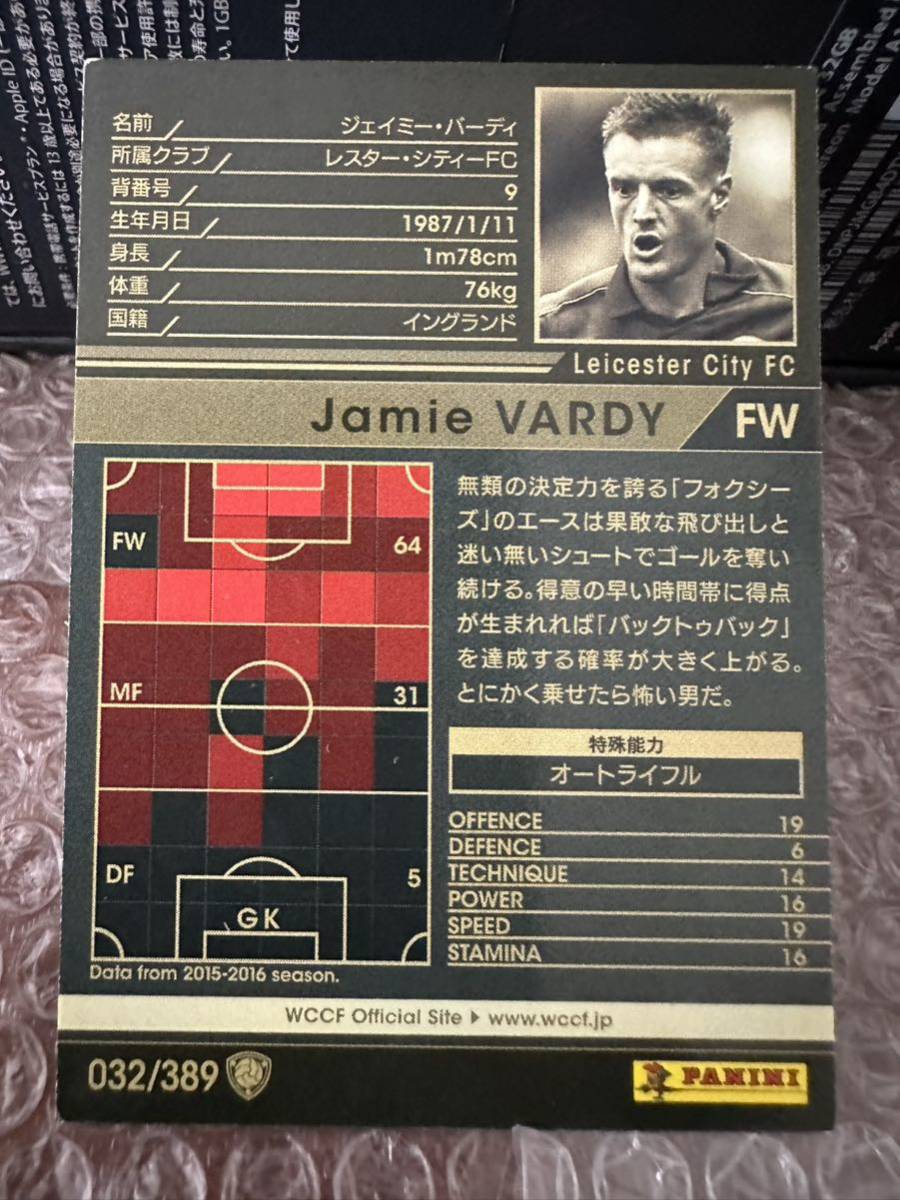 名前 ジェイミー・バーディ
所属クラブ レスター・シティーFC
背番号 9
生年月日 1987/1/11
身長 1m78cm
体重 76kg
国籍 イングランド
Leicester City FC
Jamie VARDY FW
FW 64
MF 31
DF 5
GK
Data from 2015-2016 season.
無類の決定力を誇る「フォクシー
ズ」のエースは果敢な飛び出しと
迷い無いシュートでゴールを奪い
続ける。得意の早い時間帯に得点
が生まれれば「バックトゥバック」
を達成する確率が大きく上がる。
とにかく乗せたら怖い男だ。
特殊能力
オートライフル
OFFENCE 19
DEFENCE 6
TECHNIQUE 14
POWER 16
SPEED 19
STAMINA 16
WCCF Official Site ▶ www.wccf.jp
032/389
PANINI
32GB
Assembled
Model A